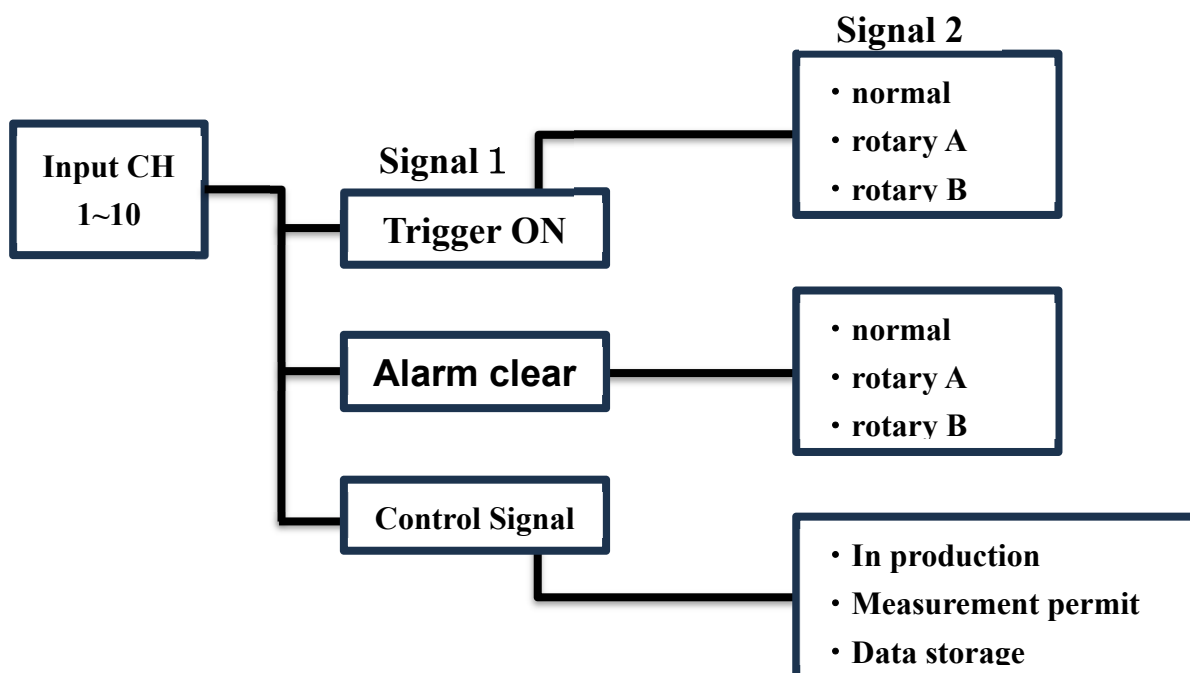 Signal 2
・normal
・rotary A
・rotary B
Input CH
1~10
Signal 1
Trigger ON
・normal
・rotary A
・rotary B
Alarm clear
Control Signal
・In production
・Measurement permit
・Data storage